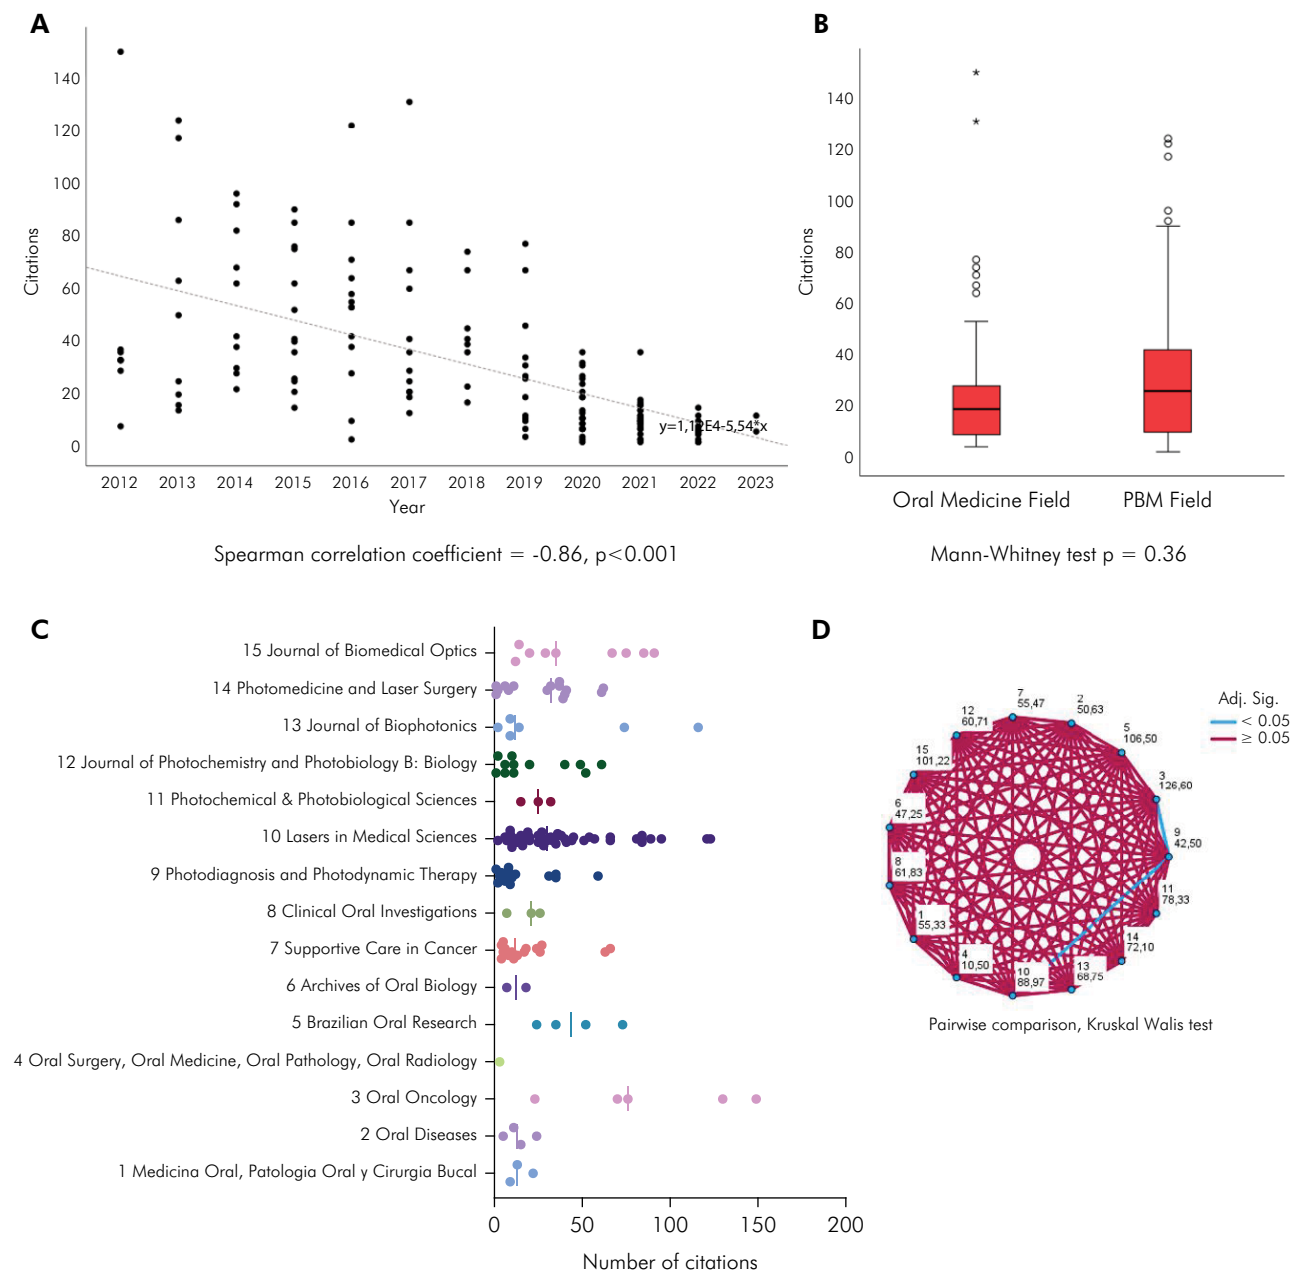 A
140
120
100
80
60
40
20
0
Citations
y=1,12E4-5,54*x
2012 2013 2014 2015 2016 2017 2018 2019 2020 2021 2022 2023
Year
Spearman correlation coefficient = -0.86, p<0.001
B
140
120
100
80
60
40
20
0
Citations
Oral Medicine Field PBM Field
Mann-Whitney test p = 0.36
C
15 Journal of Biomedical Optics
14 Photomedicine and Laser Surgery
13 Journal of Biophotonics
12 Journal of Photochemistry and Photobiology B: Biology
11 Photochemical & Photobiological Sciences
10 Lasers in Medical Sciences
9 Photodiagnosis and Photodynamic Therapy
8 Clinical Oral Investigations
7 Supportive Care in Cancer
6 Archives of Oral Biology
5 Brazilian Oral Research
4 Oral Surgery, Oral Medicine, Oral Pathology, Oral Radiology
3 Oral Oncology
2 Oral Diseases
1 Medicina Oral, Patologia Oral y Cirurgia Bucal
0 50 100 150 200
Number of citations
D
7
55,47
2
50,63
5
106,50
3
126,60
9
42,50
11
78,33
14
72,10
13
68,75
10
88,97
4
10,50
1
55,33
8
61,83
6
47,25
15
101,22
12
60,71
Adj. Sig.
< 0.05
≥ 0.05
Pairwise comparison, Kruskal Walis test